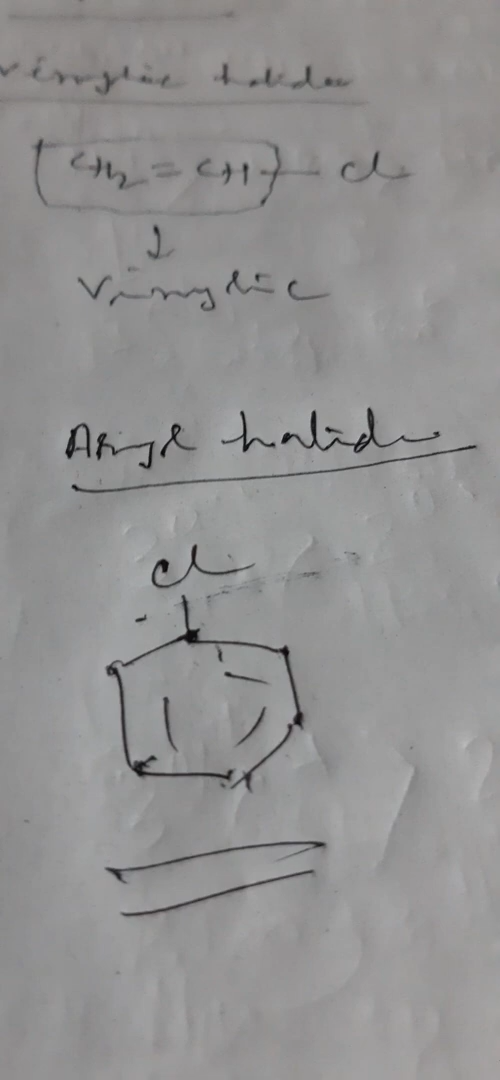 Vinylic halides
CH2 = CH - Cl
Vinylic
Aryl halide
Cl